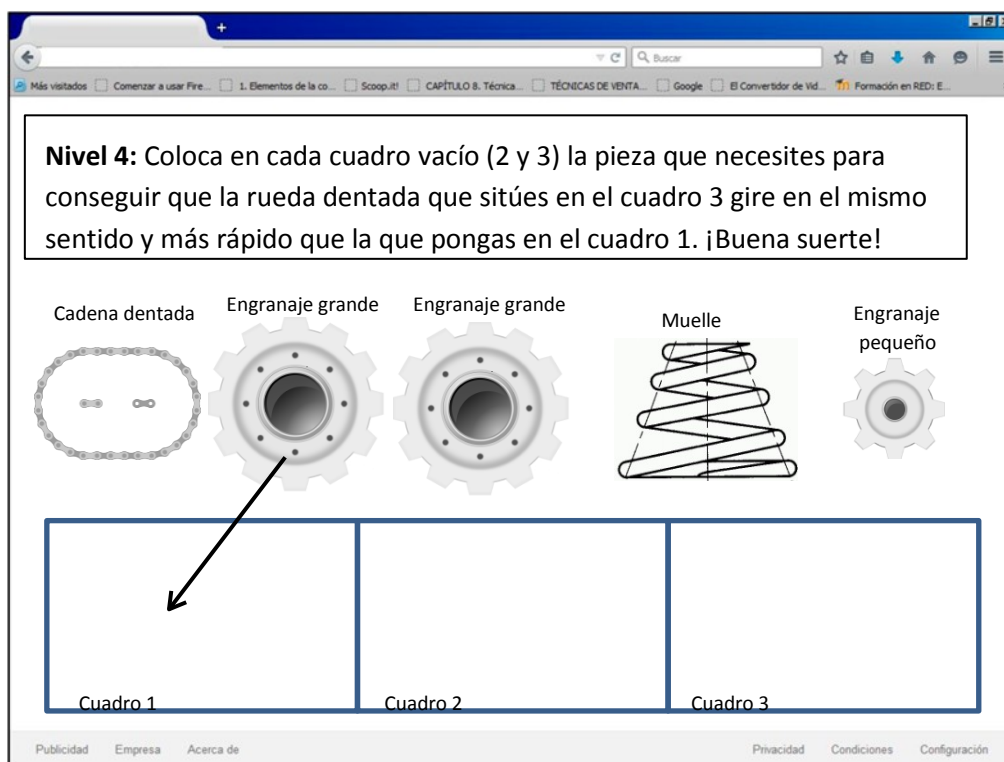 +
Buscar
Más visitados Comenzar a usar Fire... 1. Elementos de la co... Scoop.it! CAPÍTULO 8. Técnica... TÉCNICAS DE VENTA... Google El Convertidor de Vid... Formación en RED: E...
Nivel 4: Coloca en cada cuadro vacío (2 y 3) la pieza que necesites para
conseguir que la rueda dentada que sitúes en el cuadro 3 gire en el mismo
sentido y más rápido que la que pongas en el cuadro 1. ¡Buena suerte!
Cadena dentada
Engranaje grande
Engranaje grande
Muelle
Engranaje
pequeño
Cuadro 1
Cuadro 2
Cuadro 3
Publicidad Empresa Acerca de
Privacidad Condiciones Configuración